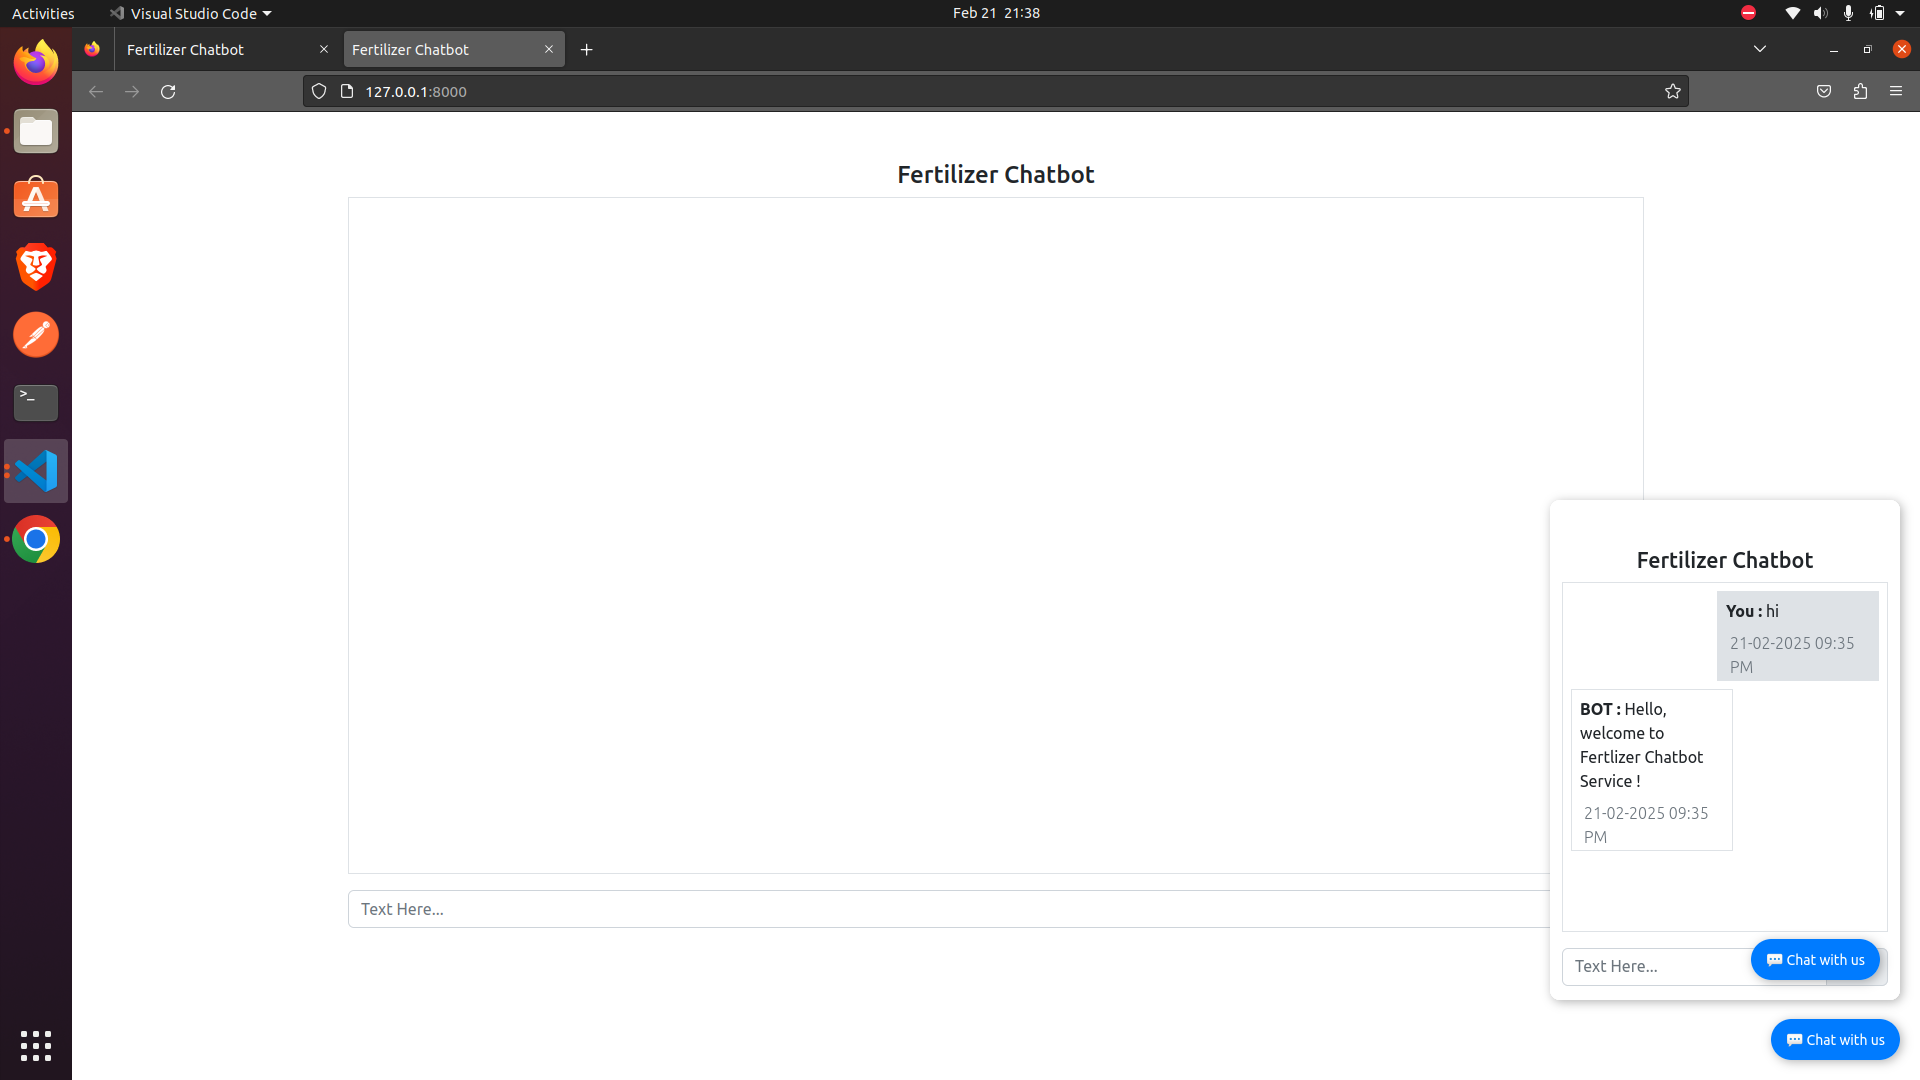 Activities
Visual Studio Code
Feb 21 21:38
Fertilizer Chatbot
Fertilizer Chatbot
127.0.0.1:8000
Fertilizer Chatbot
Text Here...
Fertilizer Chatbot
You : hi
21-02-2025 09:35
PM
BOT : Hello,
welcome to
Fertlizer Chatbot
Service !
21-02-2025 09:35
PM
Text Here...
Chat with us
Chat with us